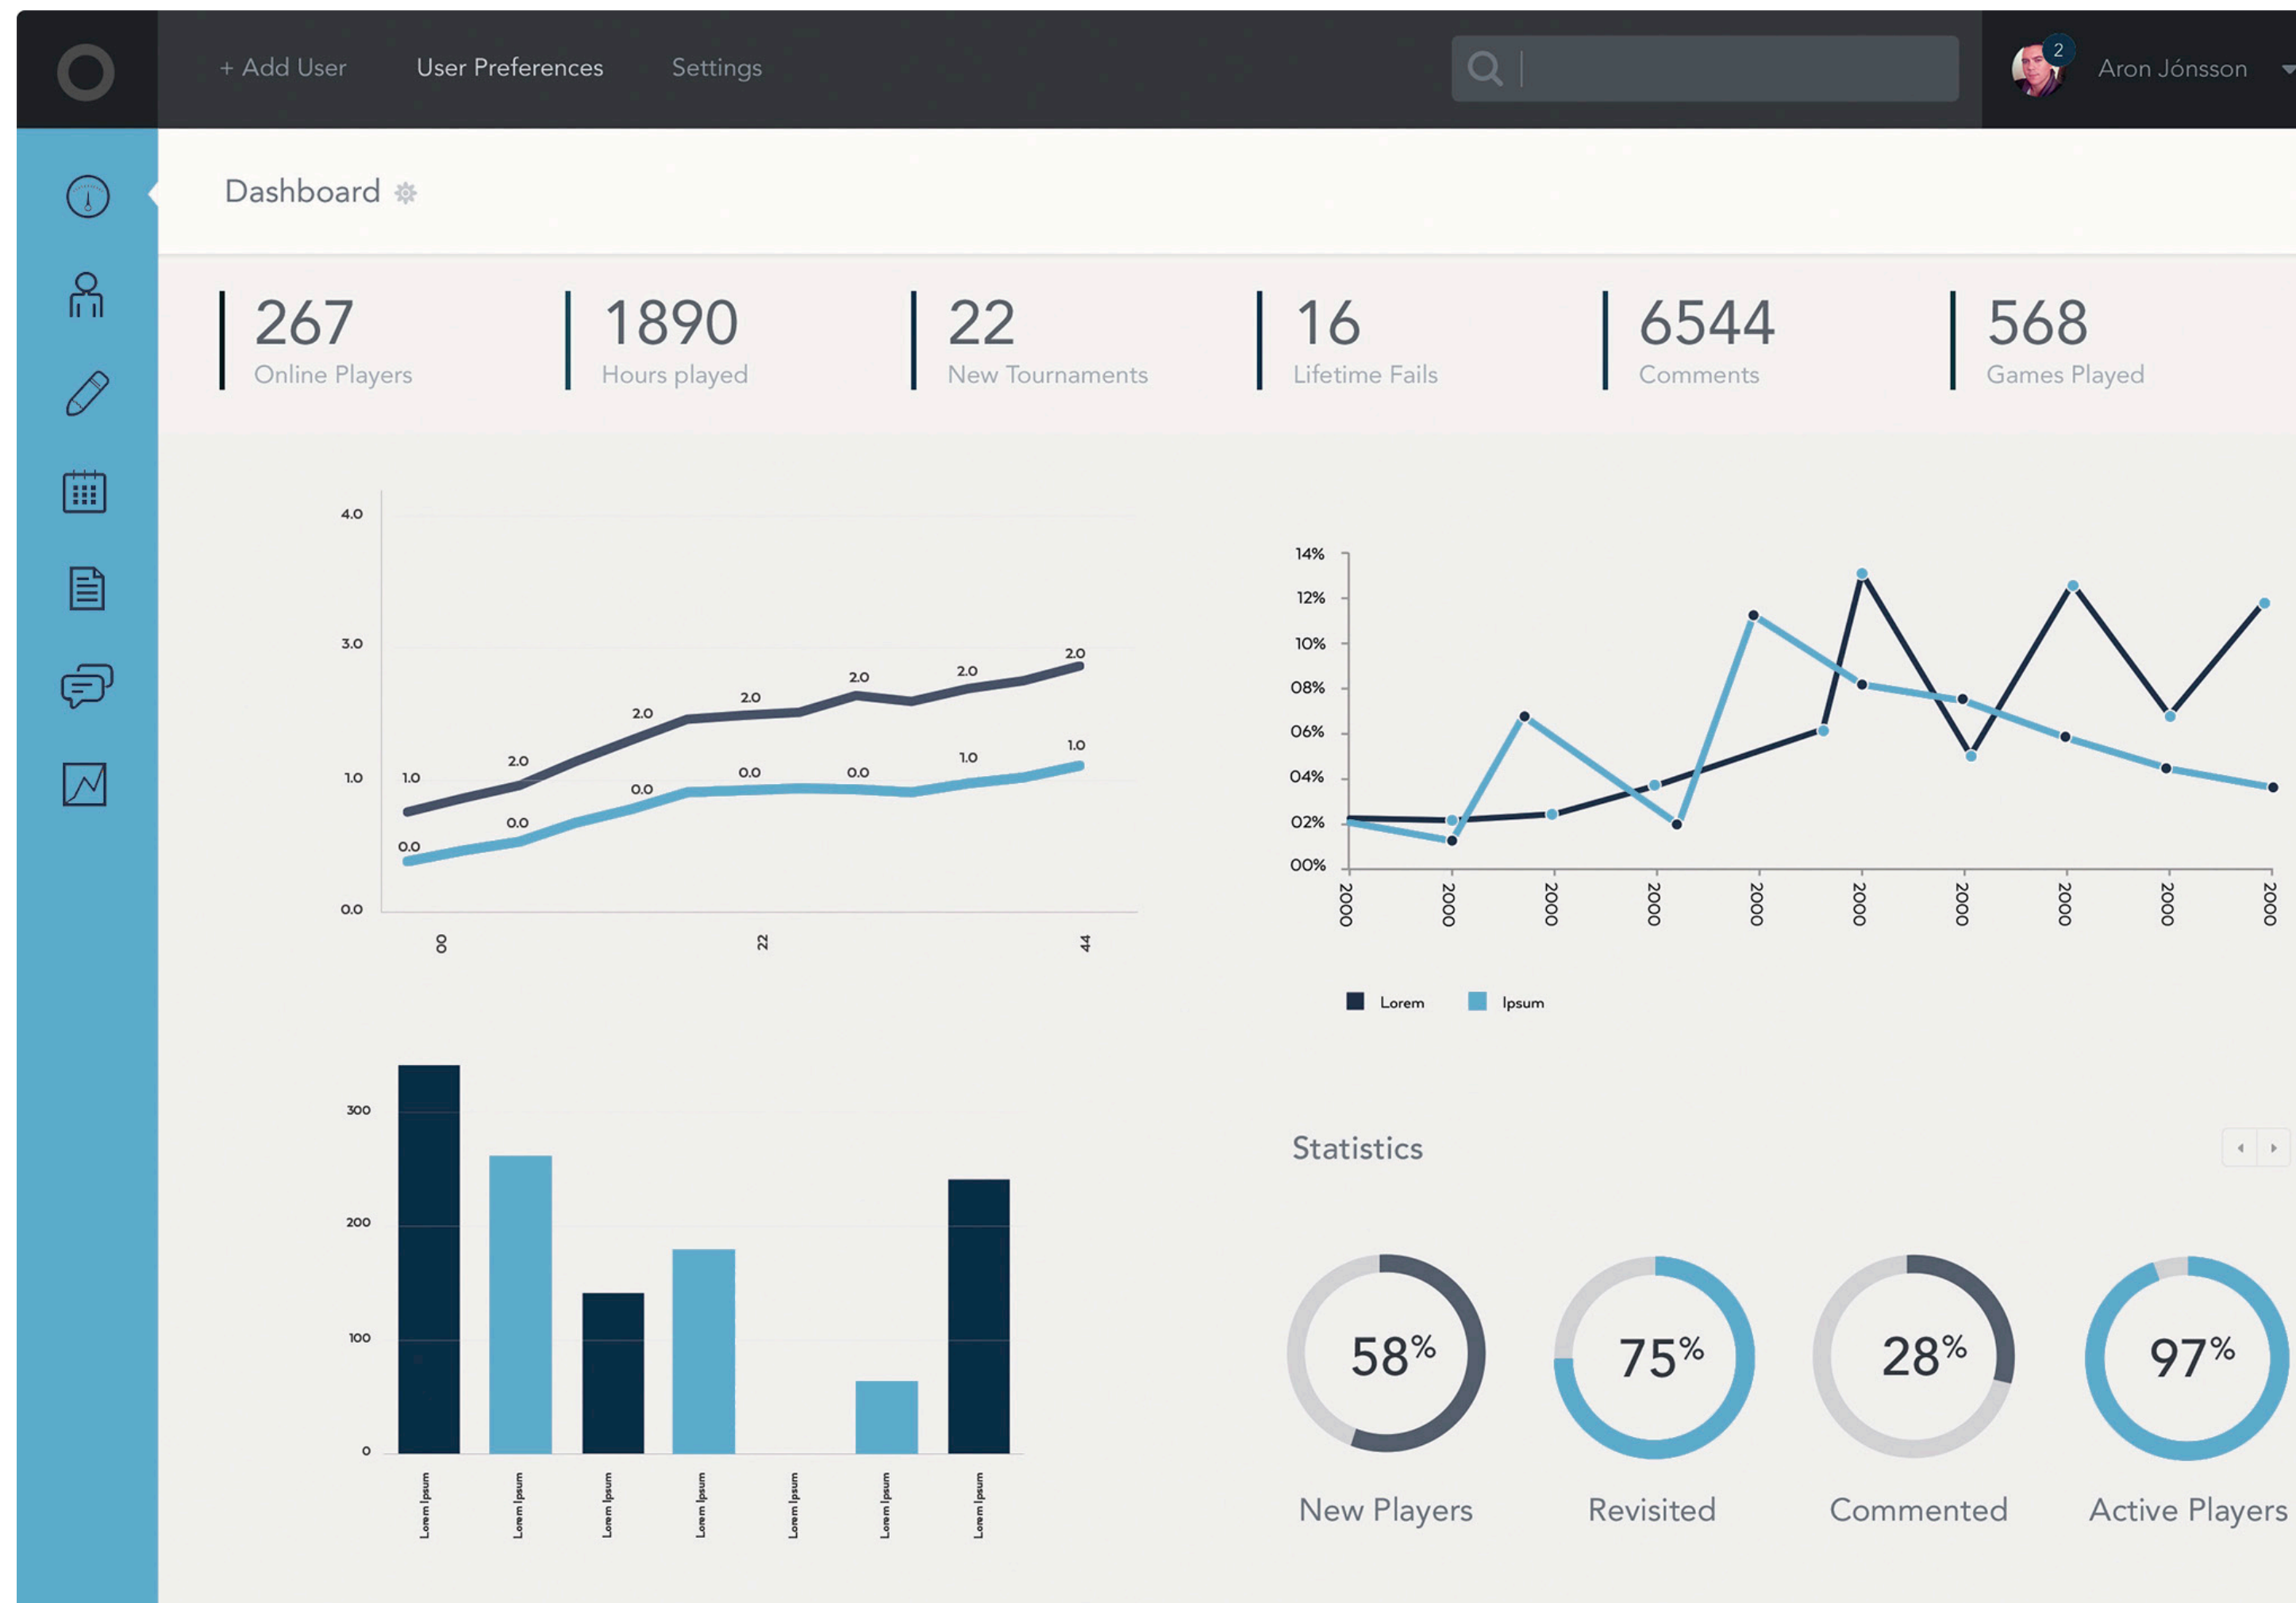 + Add User
User Preferences
Settings
2
Aron Jónsson
Dashboard
267
Online Players
1890
Hours played
22
New Tournaments
16
Lifetime Fails
6544
Comments
568
Games Played
4.0
3.0
1.0
0.0
1.0
2.0
2.0
2.0
2.0
2.0
2.0
0.0
0.0
0.0
0.0
0.0
1.0
1.0
00
22
44
14%
12%
10%
08%
06%
04%
02%
00%
2000
2000
2000
2000
2000
2000
2000
2000
2000
2000
Lorem
Ipsum
300
200
100
0
Lorem Ipsum
Lorem Ipsum
Lorem Ipsum
Lorem Ipsum
Lorem Ipsum
Lorem Ipsum
Lorem Ipsum
Statistics
58%
75%
28%
97%
New Players
Revisited
Commented
Active Players